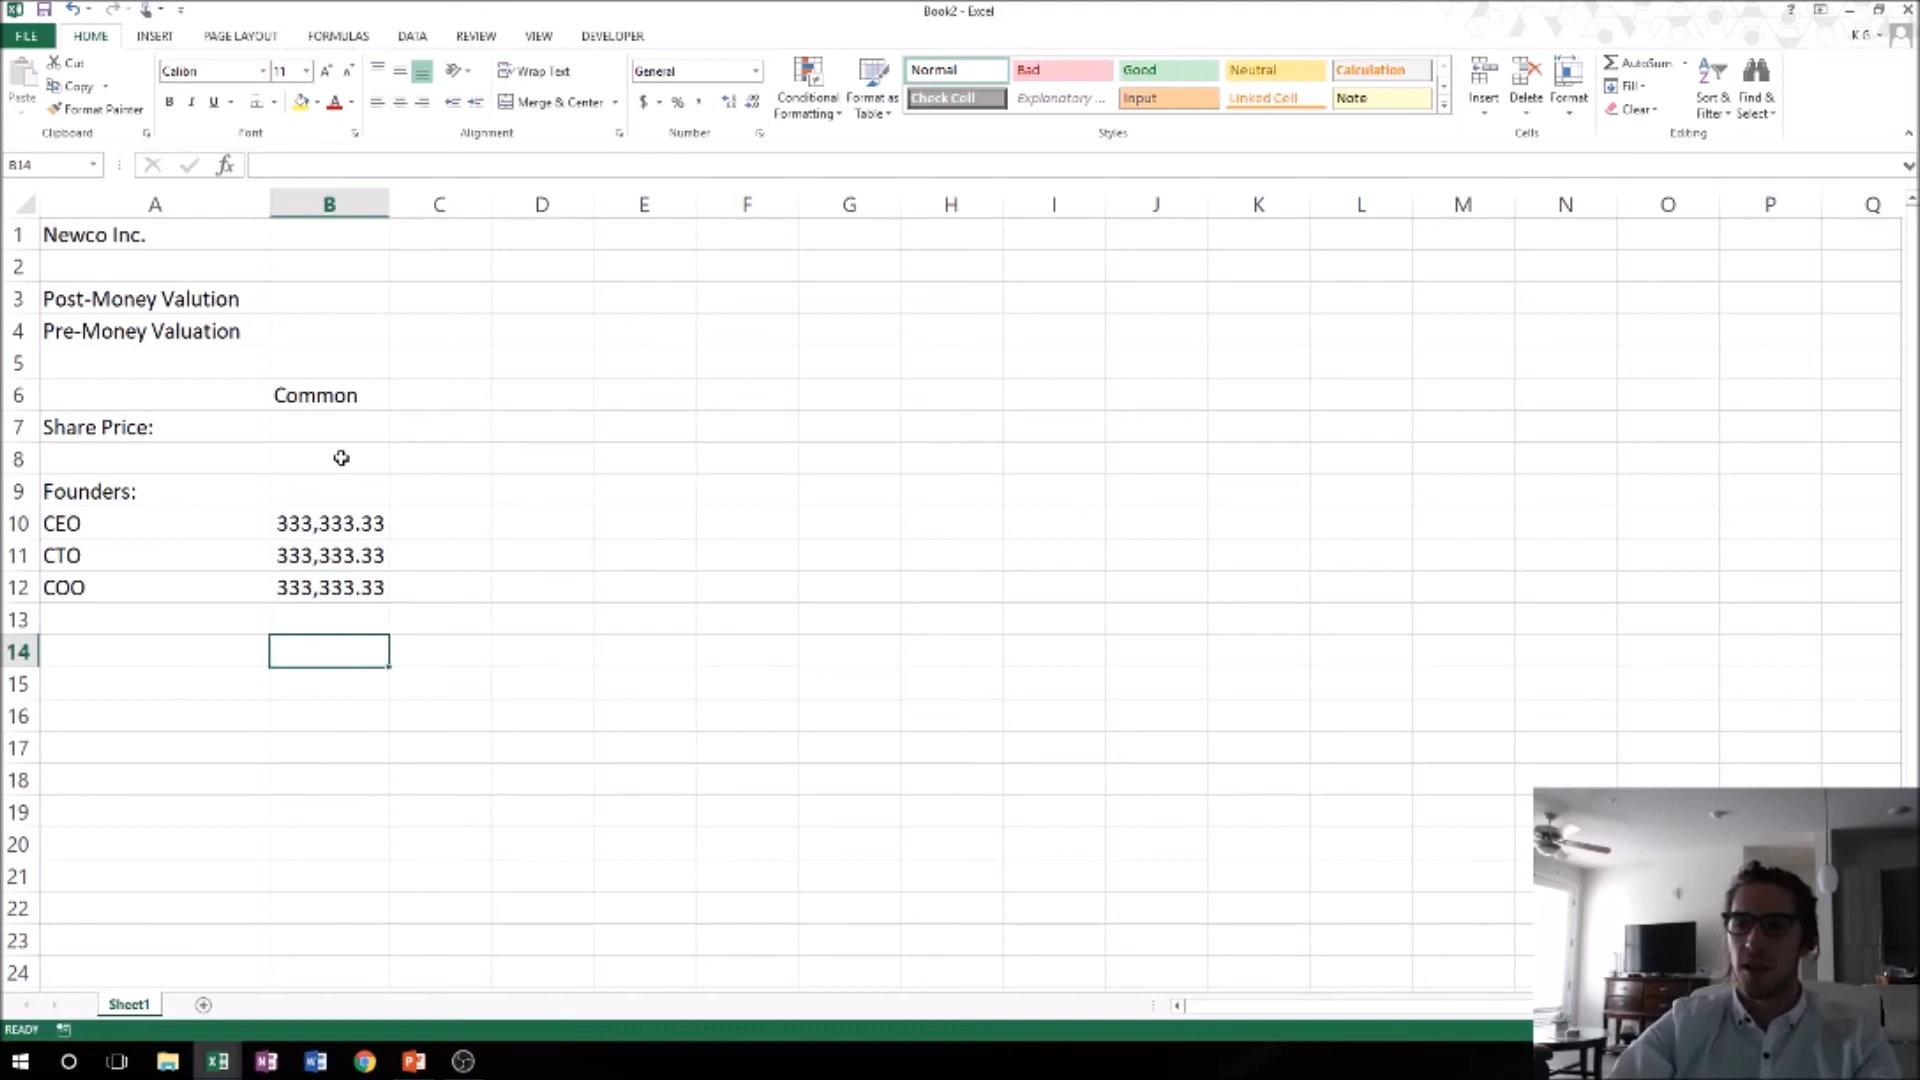 Book2 - Excel
FILE HOME INSERT PAGE LAYOUT FORMULAS DATA REVIEW VIEW DEVELOPER K G
Paste
Cut
Copy
Format Painter
Clipboard
Calibri 11
B I U
Font
Wrap Text
Merge & Center
Alignment
General
$ % ,
Number
Conditional Formatting
Format as Table
Normal Bad Good Neutral Calculation
Check Cell Explanatory ... Input Linked Cell Note
Styles
Insert Delete Format
Cells
AutoSum
Fill
Clear
Sort & Filter
Find & Select
Editing
B14 fx
A B C D E F G H I J K L M N O P Q
1 Newco Inc.
2
3 Post-Money Valution
4 Pre-Money Valuation
5
6 Common
7 Share Price:
8
9 Founders:
10 CEO 333,333.33
11 CTO 333,333.33
12 COO 333,333.33
13
14
15
16
17
18
19
20
21
22
23
24
Sheet1
READY